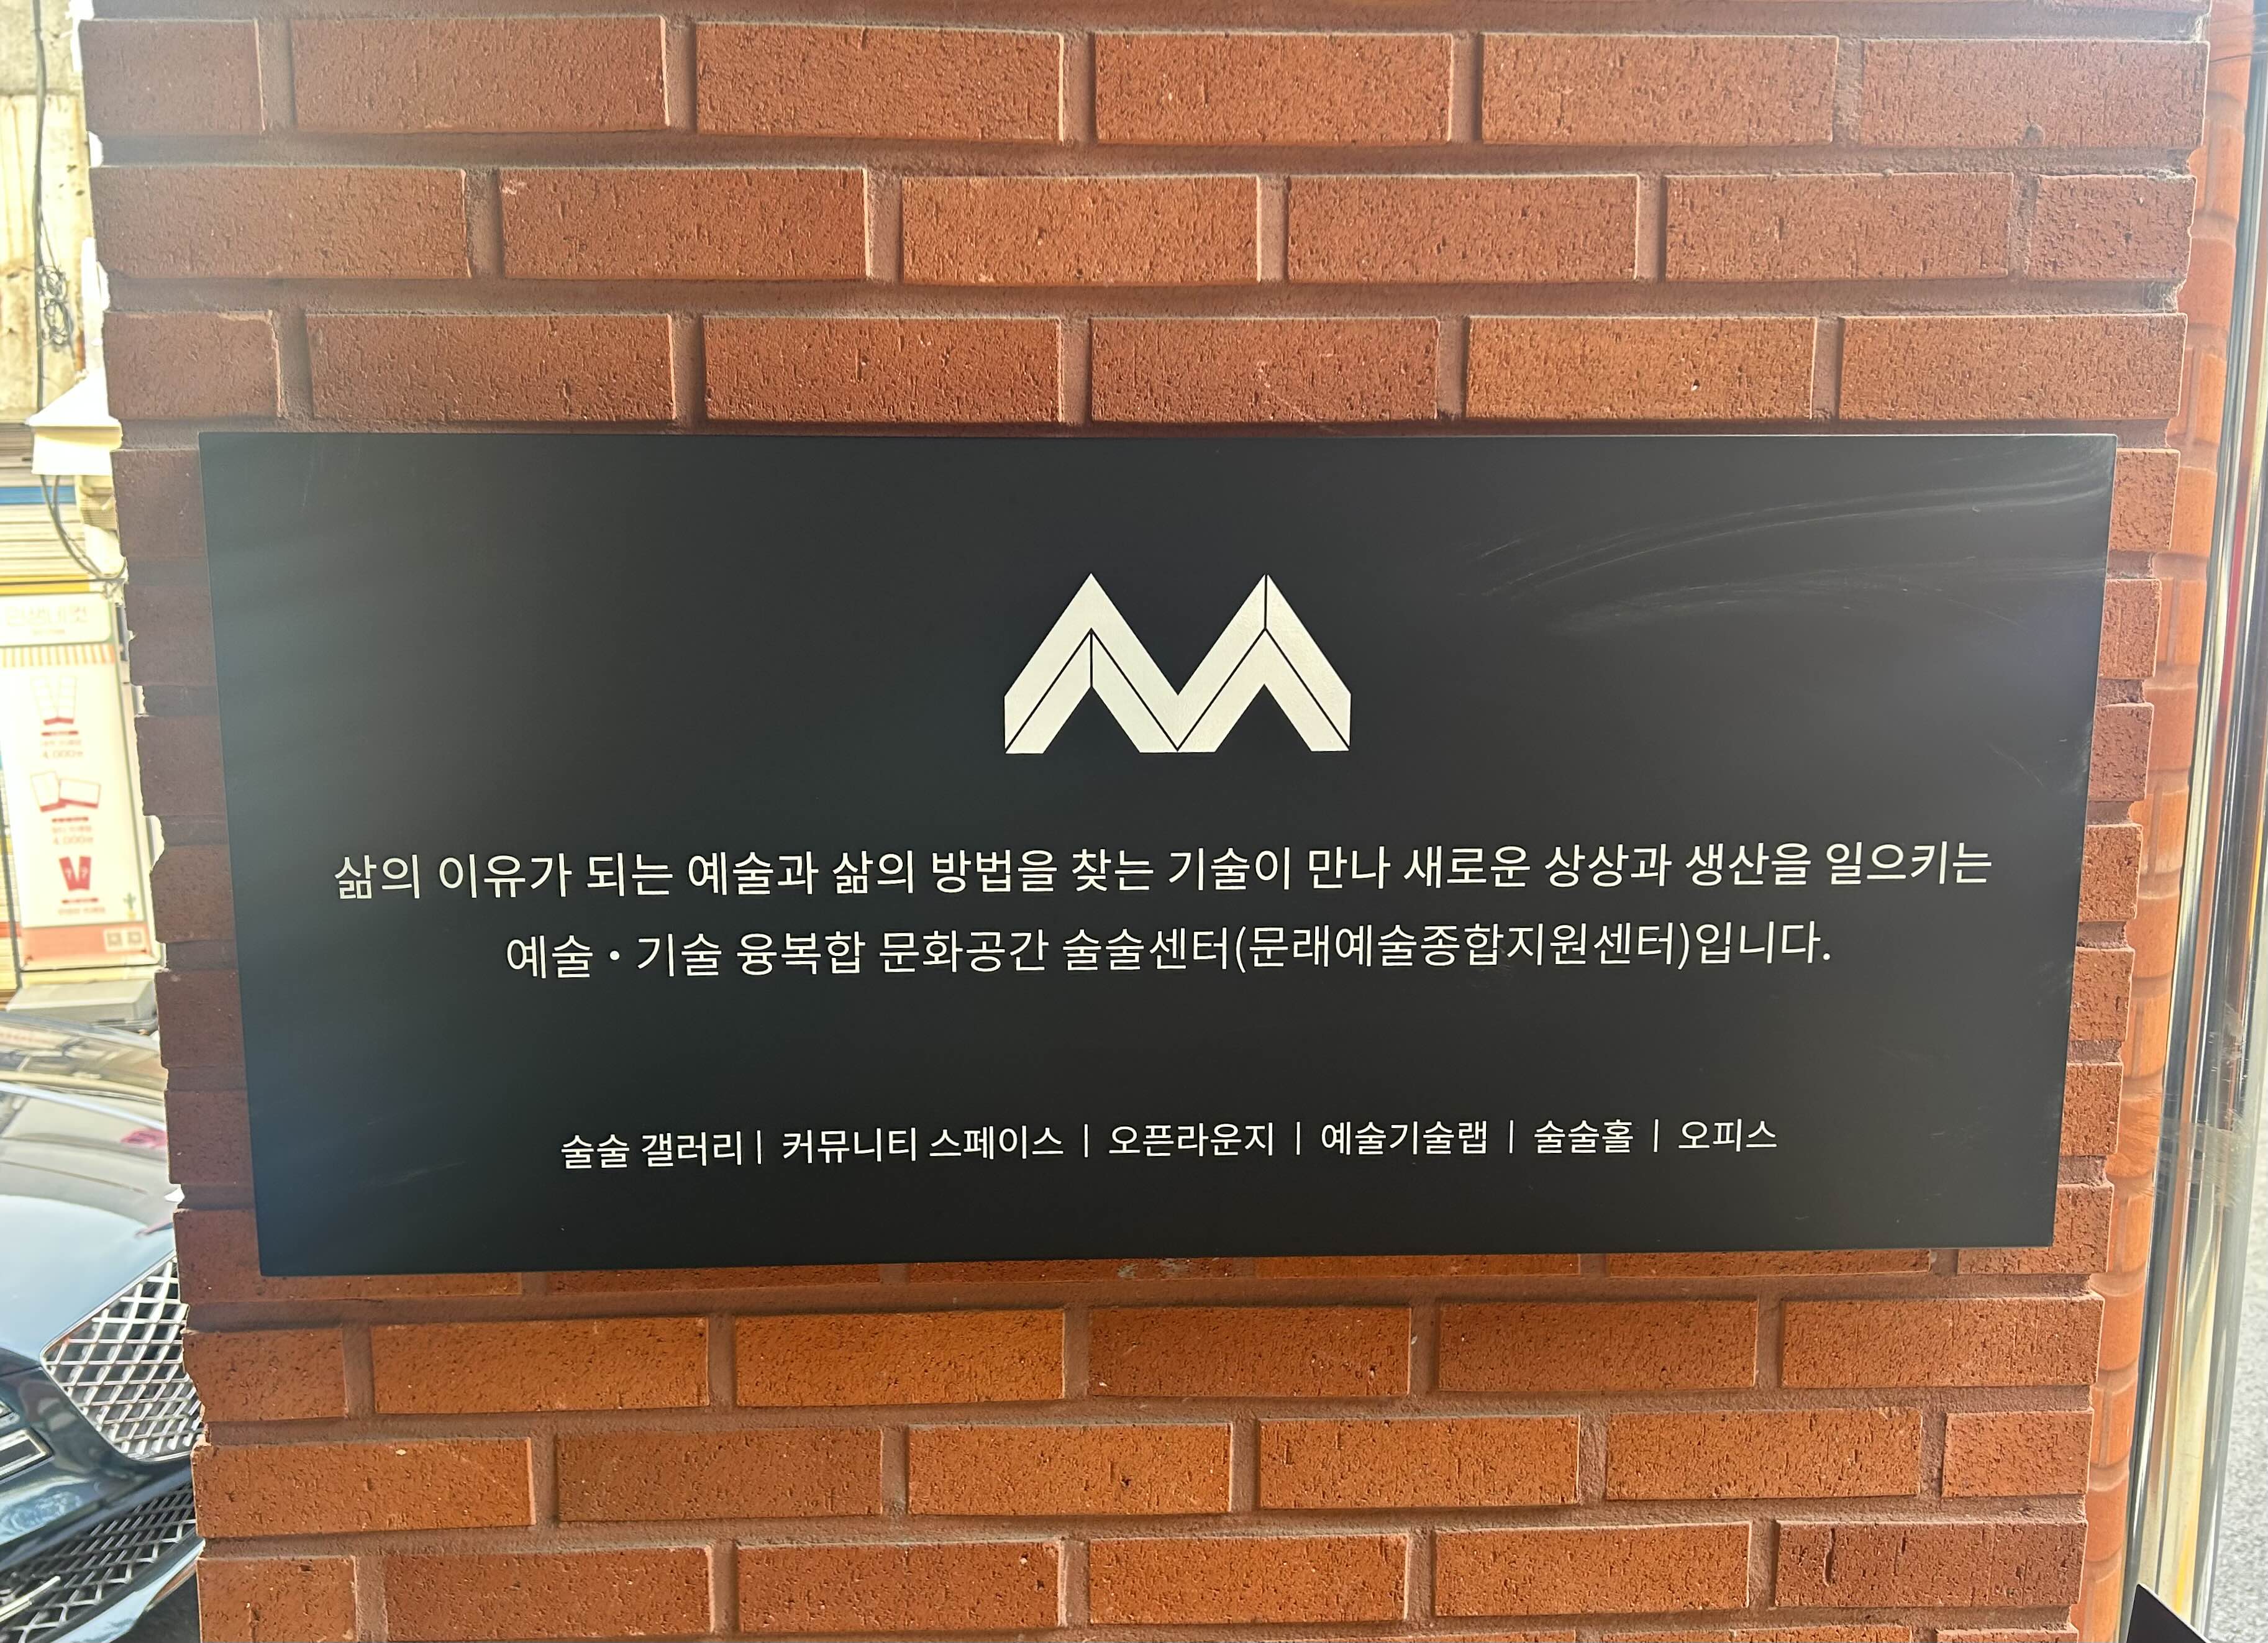 삶의 이유가 되는 예술과 삶의 방법을 찾는 기술이 만나 새로운 상상과 생산을 일으키는
예술 • 기술 융복합 문화공간 술술센터(문래예술종합지원센터)입니다.
술술 갤러리 | 커뮤니티 스페이스 | 오픈라운지 | 예술기술랩 | 술술홀 | 오피스
4,000
4,000